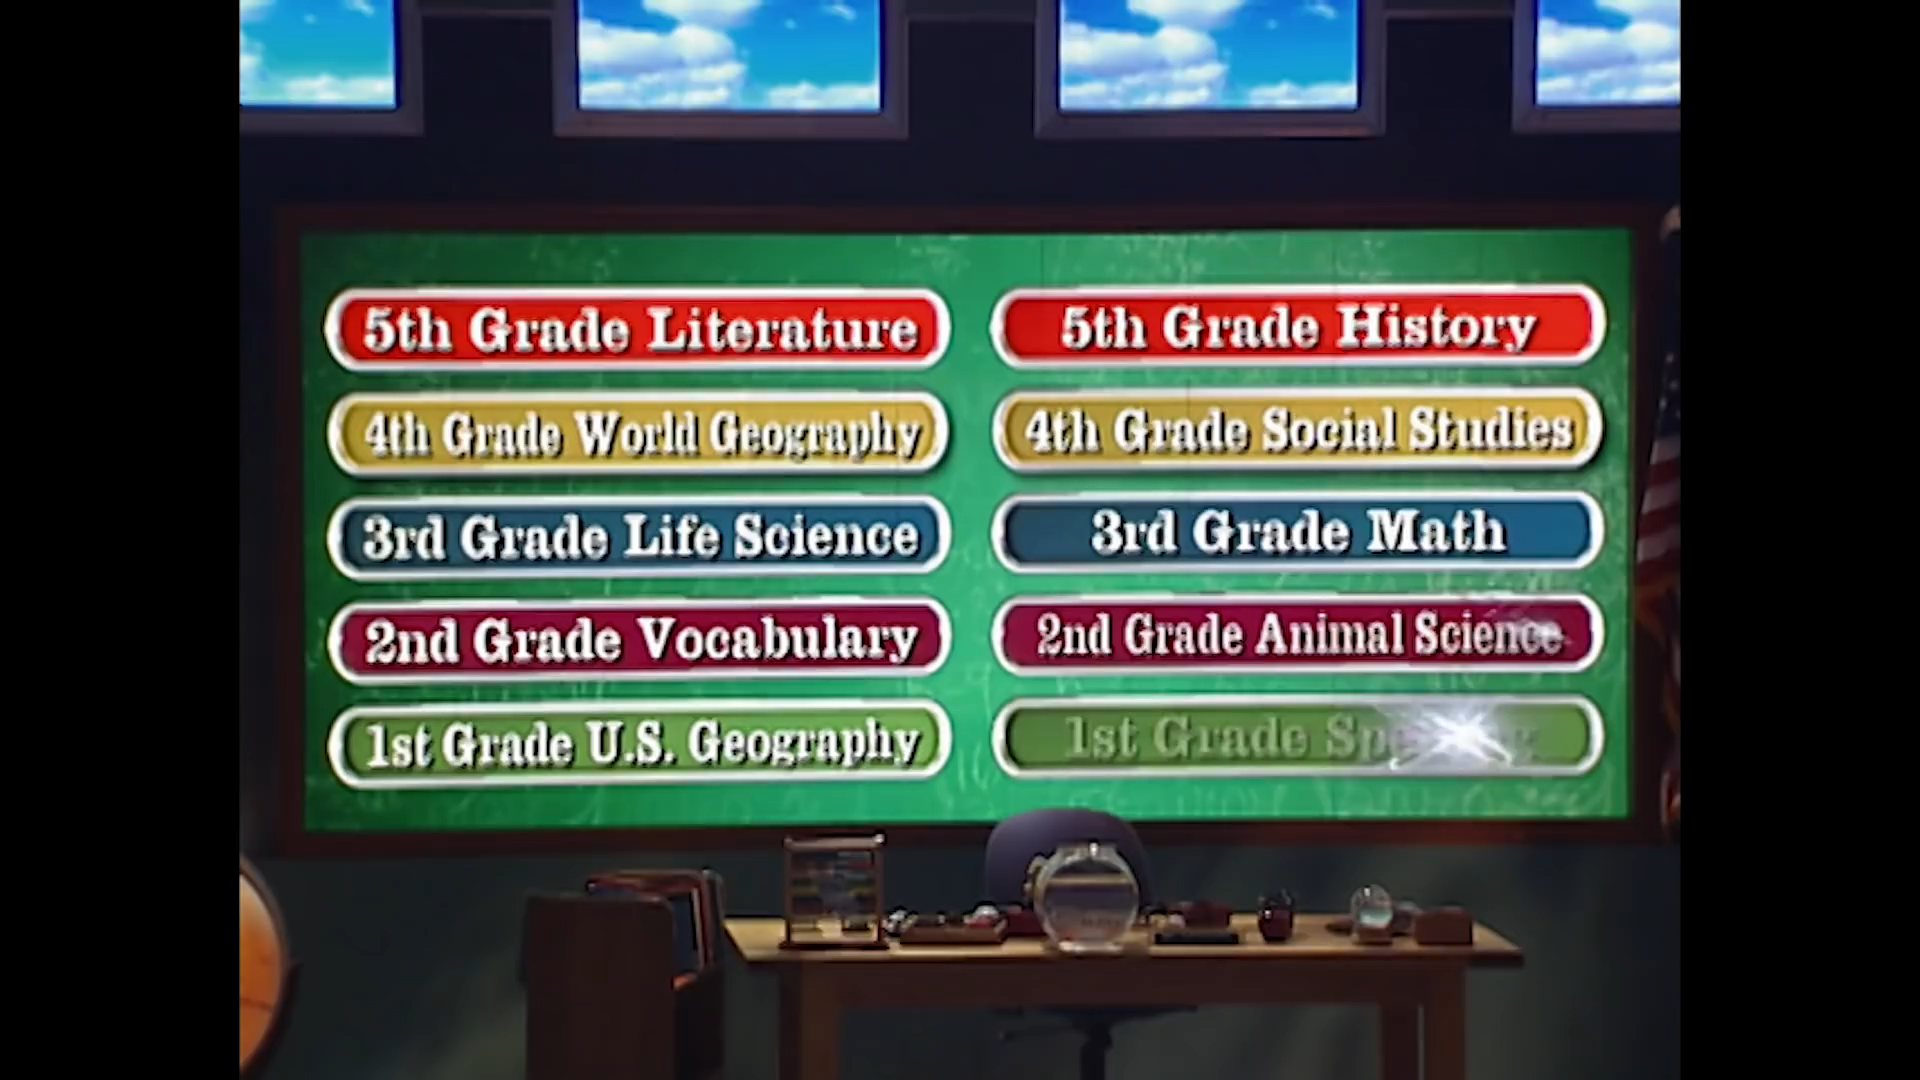 5th Grade Literature
5th Grade History
4th Grade World Geography
4th Grade Social Studies
3rd Grade Life Science
3rd Grade Math
2nd Grade Vocabulary
2nd Grade Animal Science
1st Grade U.S. Geography
1st Grade